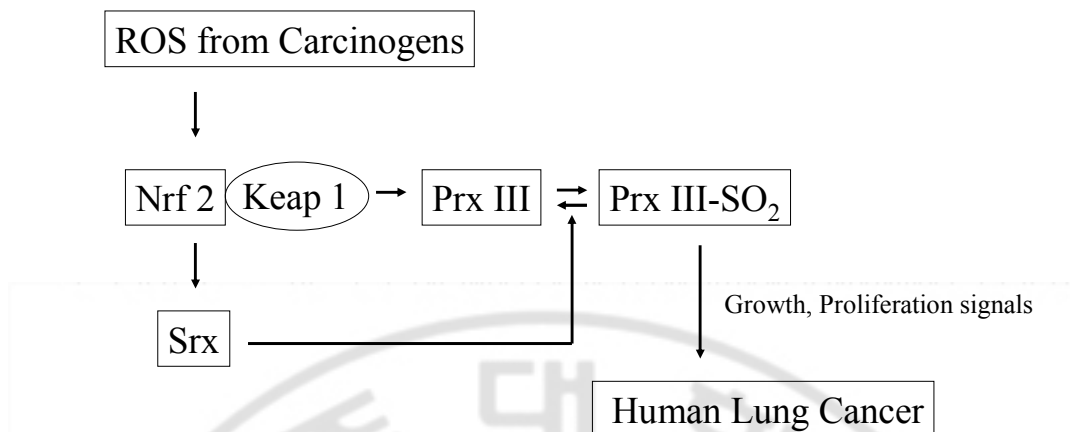 ROS from Carcinogens
Nrf 2 Keap 1 Prx III Prx III-SO₂
Growth, Proliferation signals
Srx
Human Lung Cancer
대